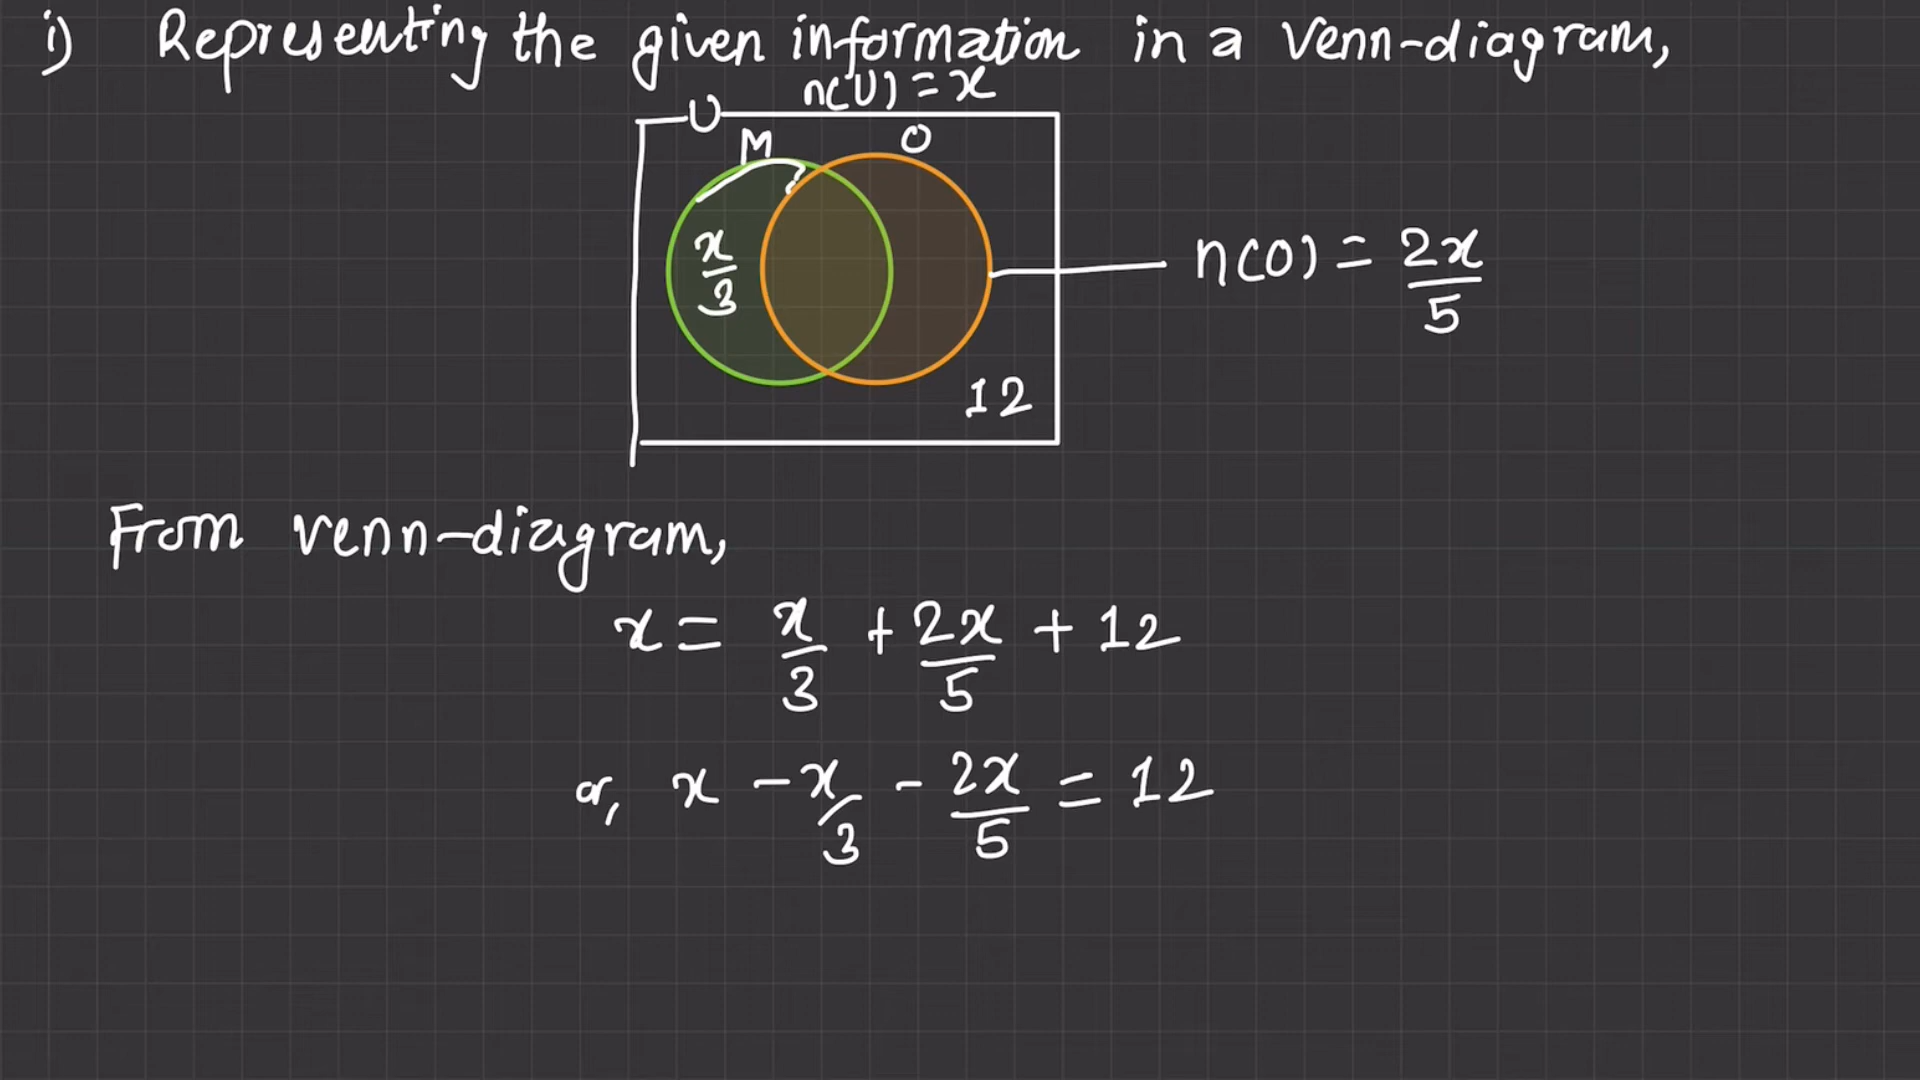 i) Representing the given information in a Venn-diagram,
n(U) = x
U
M O
x/3
n(O) = 2x/5
12
From venn-diagram,
x = x/3 + 2x/5 + 12
or, x - x/3 - 2x/5 = 12